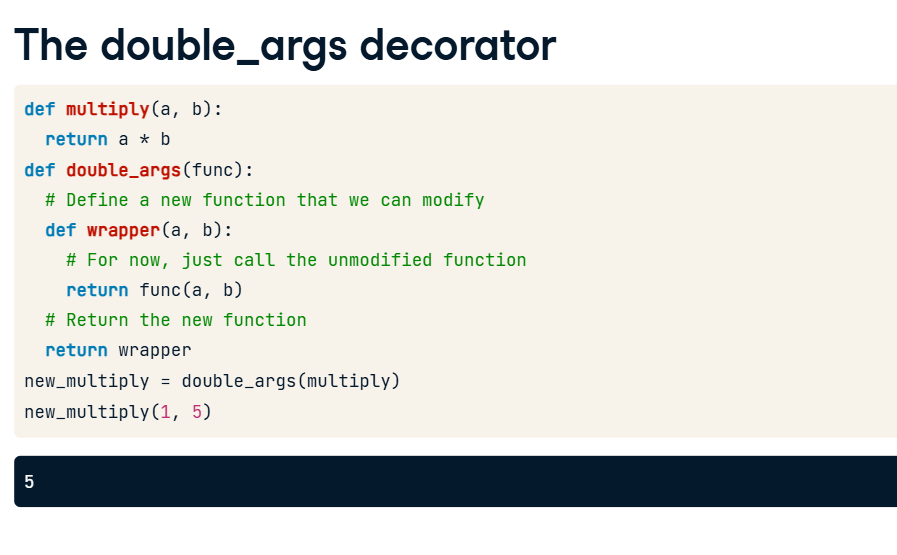 The double_args decorator
def multiply(a, b):
  return a * b
def double_args(func):
  # Define a new function that we can modify
  def wrapper(a, b):
    # For now, just call the unmodified function
    return func(a, b)
  # Return the new function
  return wrapper
new_multiply = double_args(multiply)
new_multiply(1, 5)
5